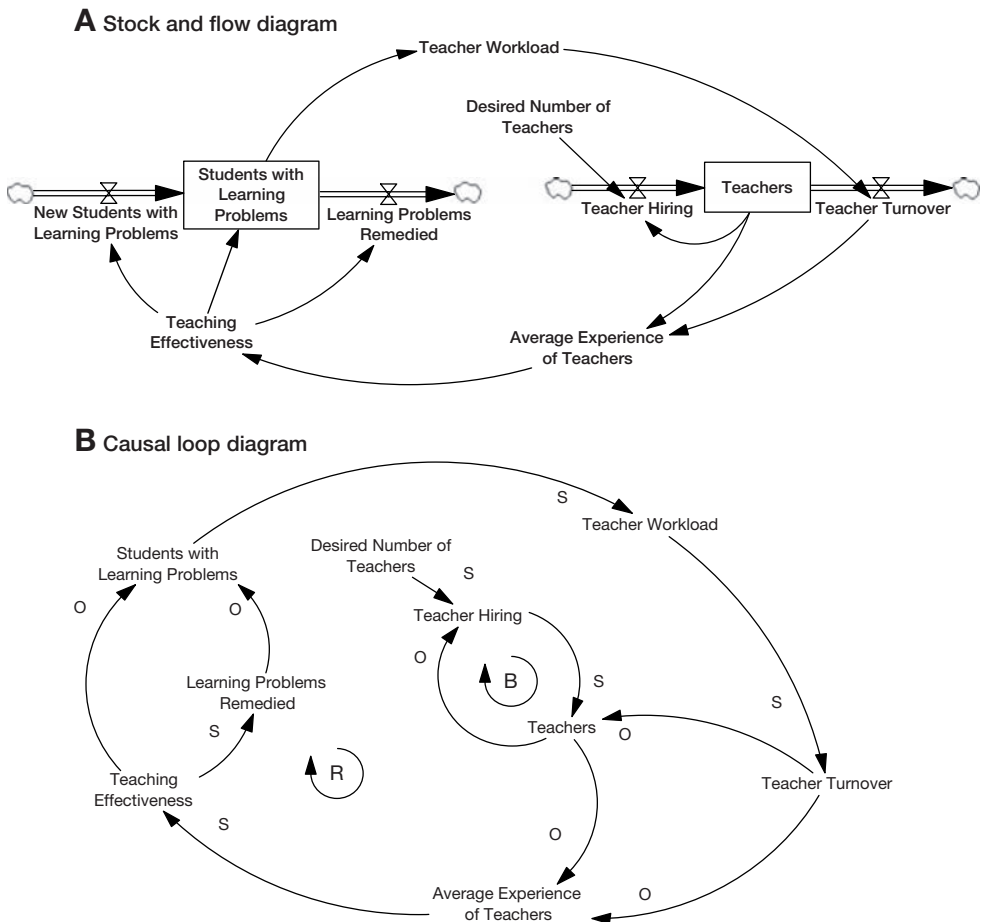 A Stock and flow diagram
Teacher Workload
Desired Number of
Teachers
Students with
Learning
Problems
Teachers
New Students with
Learning Problems
Learning Problems
Remedied
Teacher Hiring
Teacher Turnover
Teaching
Effectiveness
Average Experience
of Teachers
B Causal loop diagram
S
Teacher Workload
Desired Number of
Teachers
S
Students with
Learning Problems
O
O
Teacher Hiring
O
B
S
Learning Problems
Remedied
S
S
Teachers
O
R
Teaching
Effectiveness
Teacher Turnover
S
O
Average Experience
of Teachers
O